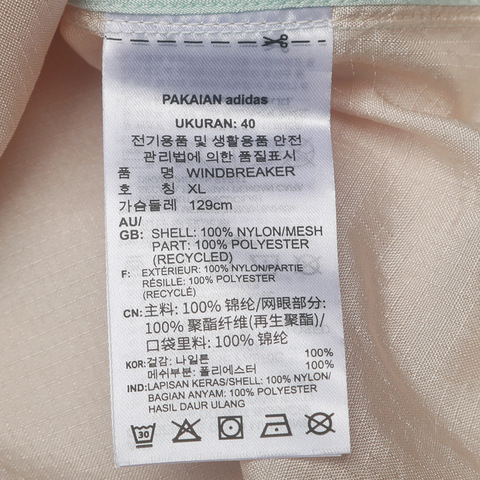 PAKAIAN adidas
UKURAN: 40
전기용품 및 생활용품 안전
관리법에 의한 품질표시
품 명 WINDBREAKER
호 칭 XL
가슴둘레 129cm
AU/
GB: SHELL: 100% NYLON/MESH
PART: 100% POLYESTER
(RECYCLED)
F: EXTÉRIEUR: 100% NYLON/PARTIE
RÉSILLE: 100% POLYESTER
(RECYCLÉ)
CN: 主料: 100% 锦纶/网眼部分:
100% 聚酯纤维(再生聚酯)/
口袋里料: 100% 锦纶
KOR: 겉감: 나일론 100%
메쉬부분: 폴리에스터 100%
IND: LAPISAN KERAS/SHELL: 100% NYLON/
BAGIAN ANYAM: 100% POLYESTER
HASIL DAUR ULANG
30